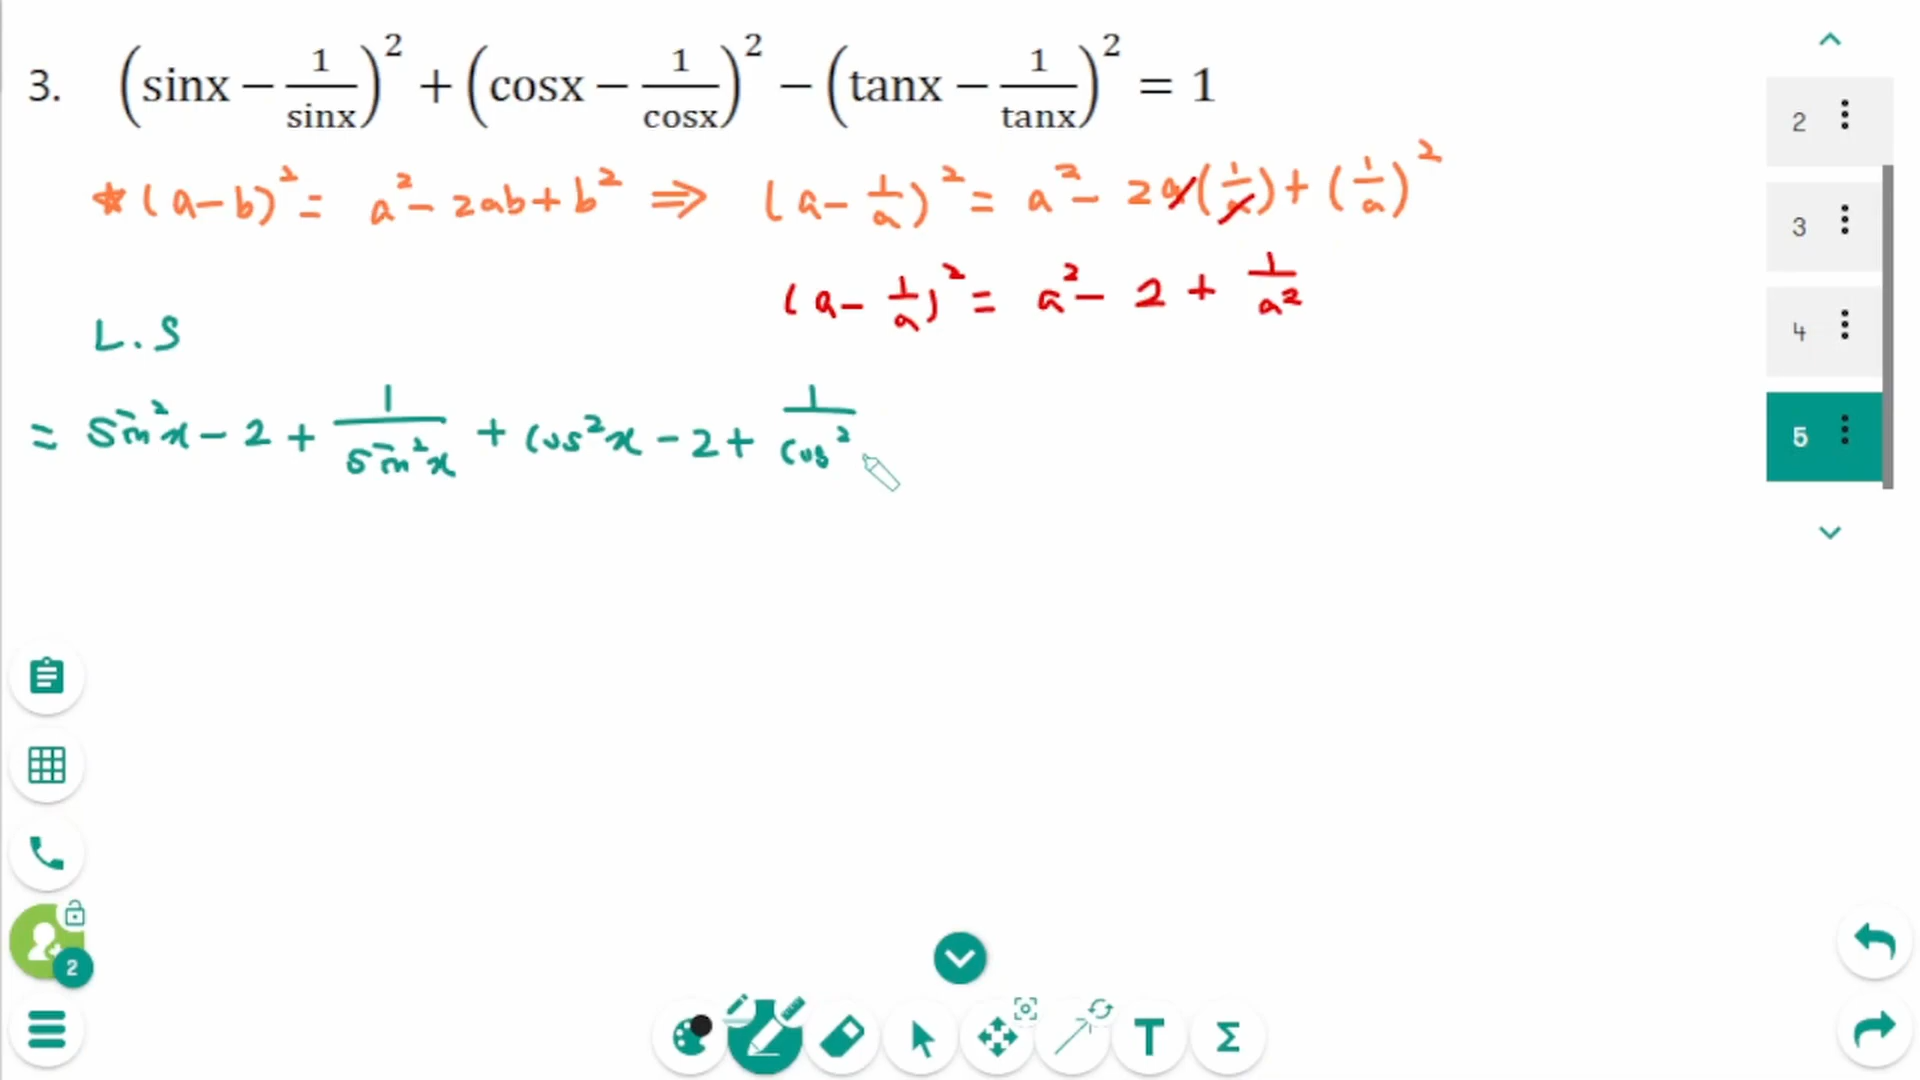 3. (sinx − 1/sinx)² + (cosx − 1/cosx)² − (tanx − 1/tanx)² = 1
* (a−b)² = a² − 2ab + b² ⇒ (a − 1/a)² = a² − 2a(1/a) + (1/a)²
(a − 1/a)² = a² − 2 + 1/a²
L.S
= sin²x − 2 + 1/sin²x + cos²x − 2 + 1/cos²
2
3
4
5
2
T
Σ